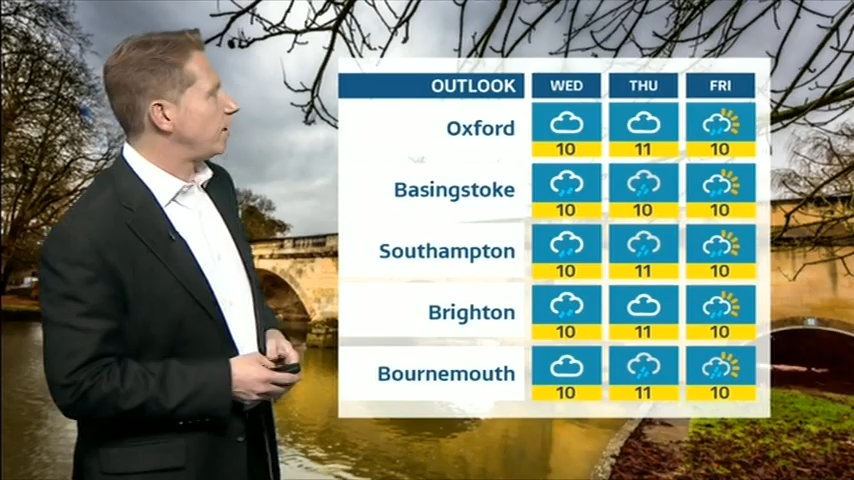 OUTLOOK WED THU FRI
Oxford 10 11 10
Basingstoke 10 10 10
Southampton 10 11 10
Brighton 10 11 10
Bournemouth 10 11 10